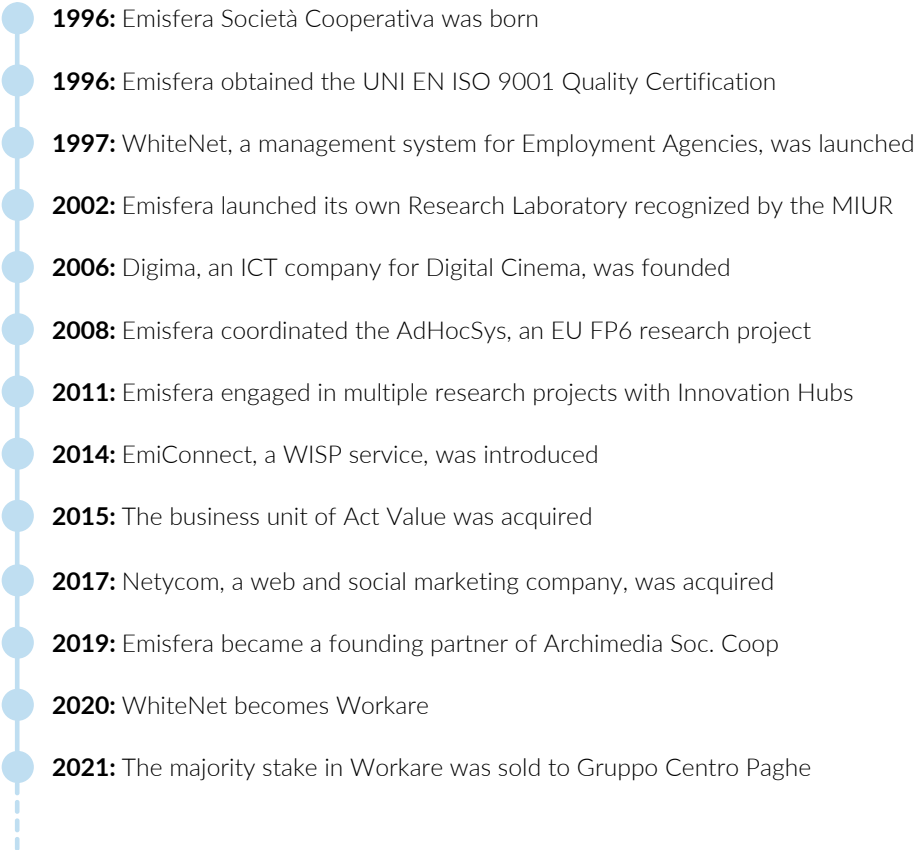 1996: Emisfera Società Cooperativa was born
1996: Emisfera obtained the UNI EN ISO 9001 Quality Certification
1997: WhiteNet, a management system for Employment Agencies, was launched
2002: Emisfera launched its own Research Laboratory recognized by the MIUR
2006: Digima, an ICT company for Digital Cinema, was founded
2008: Emisfera coordinated the AdHocSys, an EU FP6 research project
2011: Emisfera engaged in multiple research projects with Innovation Hubs
2014: EmiConnect, a WISP service, was introduced
2015: The business unit of Act Value was acquired
2017: Netycom, a web and social marketing company, was acquired
2019: Emisfera became a founding partner of Archimedia Soc. Coop
2020: WhiteNet becomes Workare
2021: The majority stake in Workare was sold to Gruppo Centro Paghe